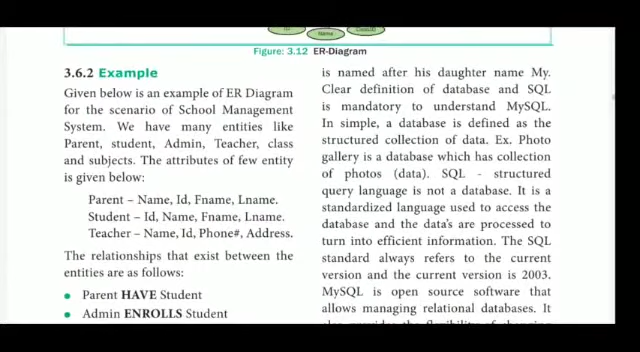 ID
Name
ClassID
Figure: 3.12 ER-Diagram
3.6.2 Example
Given below is an example of ER Diagram
for the scenario of School Management
System. We have many entities like
Parent, student, Admin, Teacher, class
and subjects. The attributes of few entity
is given below:
Parent – Name, Id, Fname, Lname.
Student – Id, Name, Fname, Lname.
Teacher – Name, Id, Phone#, Address.
The relationships that exist between the
entities are as follows:
• Parent HAVE Student
• Admin ENROLLS Student
is named after his daughter name My.
Clear definition of database and SQL
is mandatory to understand MySQL.
In simple, a database is defined as the
structured collection of data. Ex. Photo
gallery is a database which has collection
of photos (data). SQL - structured
query language is not a database. It is a
standardized language used to access the
database and the data's are processed to
turn into efficient information. The SQL
standard always refers to the current
version and the current version is 2003.
MySQL is open source software that
allows managing relational databases. It
also provides the flexibility of changing